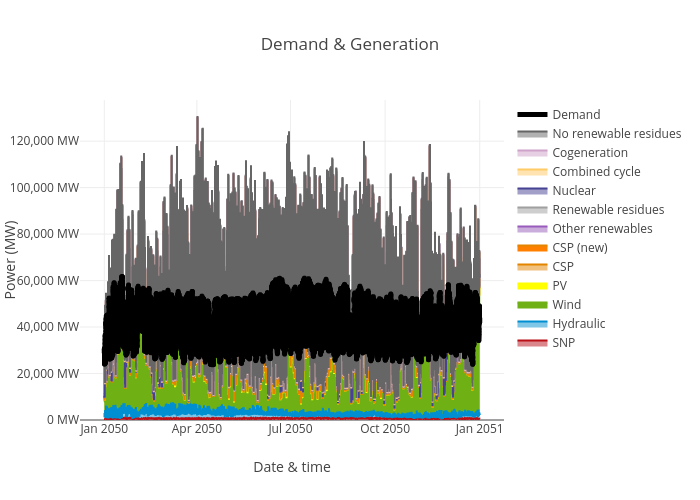 Demand & Generation
Power (MW)
120,000 MW
100,000 MW
80,000 MW
60,000 MW
40,000 MW
20,000 MW
0 MW
Jan 2050
Apr 2050
Jul 2050
Oct 2050
Jan 2051
Date & time
Demand
No renewable residues
Cogeneration
Combined cycle
Nuclear
Renewable residues
Other renewables
CSP (new)
CSP
PV
Wind
Hydraulic
SNP